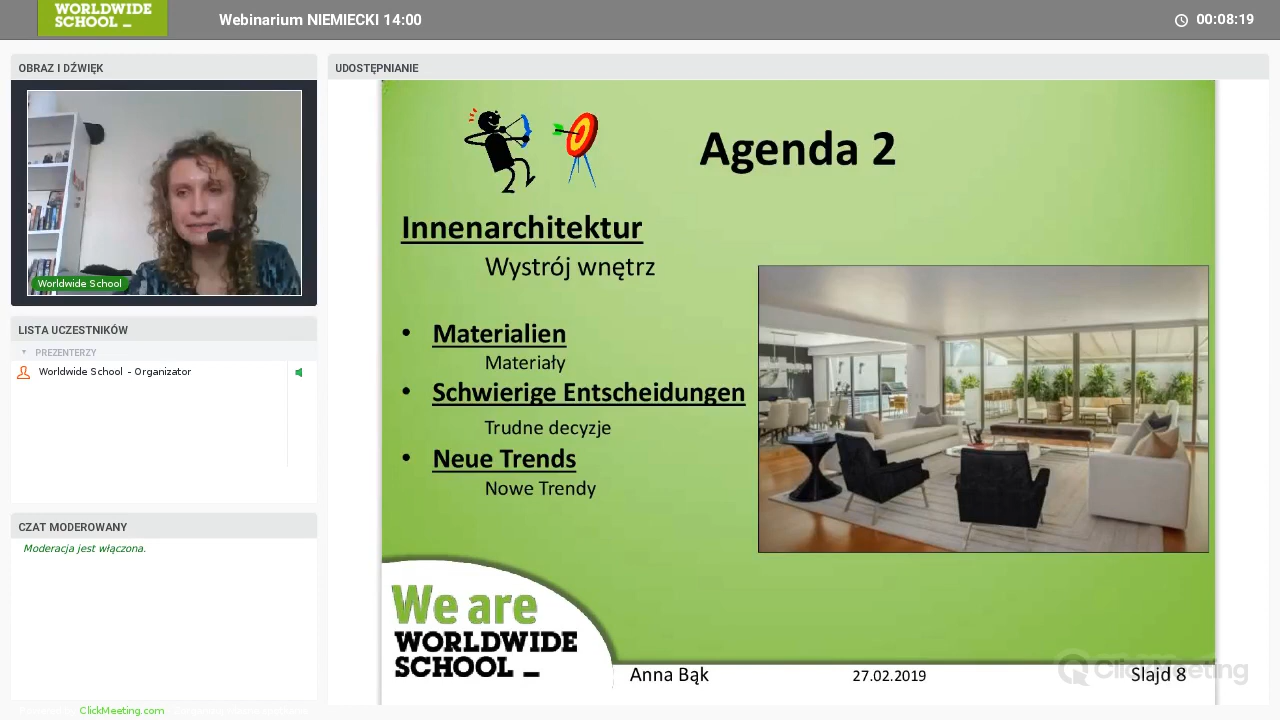 WORLDWIDE
SCHOOL
Webinarium NIEMIECKI 14:00
00:08:19
OBRAZ I DŹWIĘK
Worldwide School
LISTA UCZESTNIKÓW
PREZENTERZY
Worldwide School - Organizator
CZAT MODEROWANY
Moderacja jest włączona.
ClickMeeting.com
UDOSTĘPNIANIE
Agenda 2
Innenarchitektur
Wystrój wnętrz
• Materialien
Materiały
• Schwierige Entscheidungen
Trudne decyzje
• Neue Trends
Nowe Trendy
We are
WORLDWIDE
SCHOOL
Anna Bąk
27.02.2019
Slajd 8
ClickMeeting